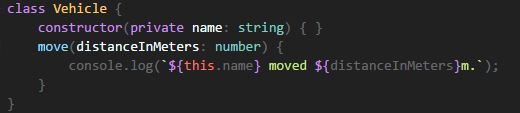 class Vehicle {
    constructor(private name: string) { }
    move(distanceInMeters: number) {
        console.log(`${this.name} moved ${distanceInMeters}m.`);
    }
}